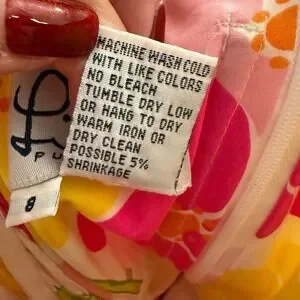 MACHINE WASH COLD
WITH LIKE COLORS
NO BLEACH
TUMBLE DRY LOW
OR HANG TO DRY
WARM IRON OR
DRY CLEAN
POSSIBLE 5%
SHRINKAGE
PU
8